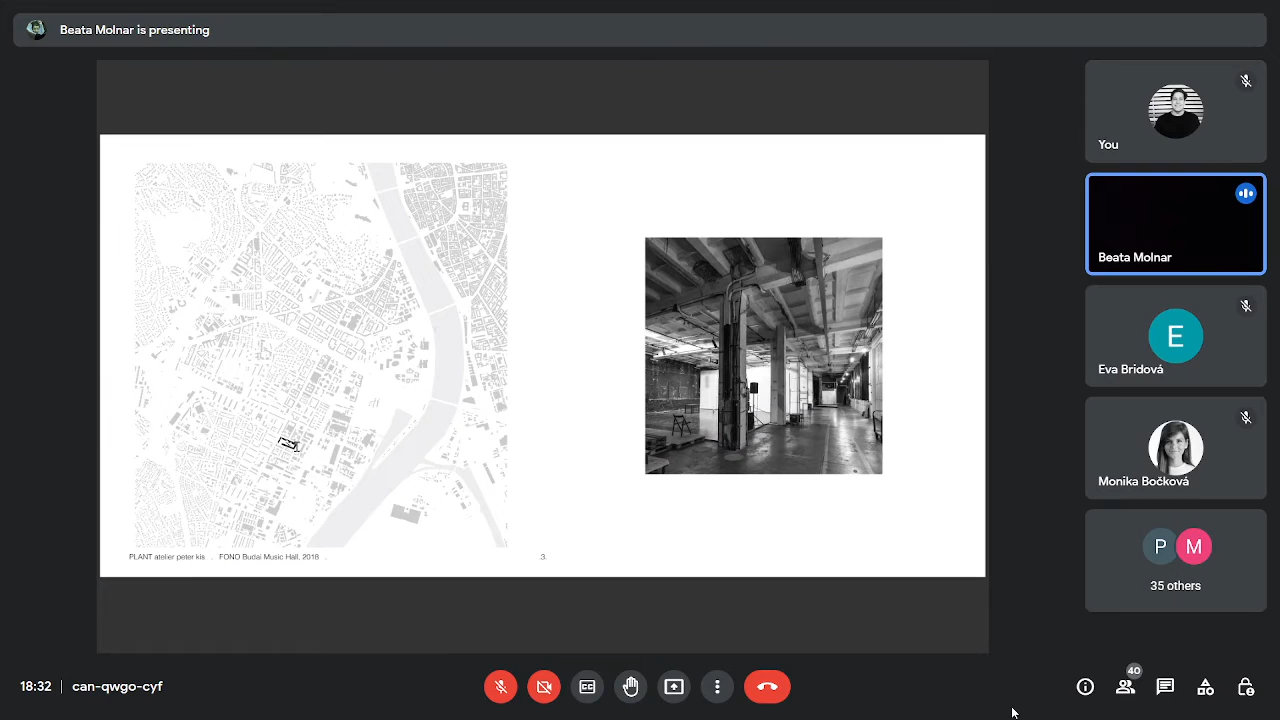 Beata Molnar is presenting
You
Beata Molnar
E
Eva Bridová
Monika Bočková
P M
35 others
PLANT atelier peter kis . FONO Budai Music Hall, 2018 .
3.
18:32 | can-qwgo-cyf
40